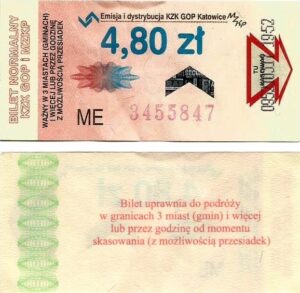 BILET NORMALNY
KZK GOP i MZKP
WAŻNY W 3 MIASTACH (GMINACH)
I WIĘCEJ LUB PRZEZ GODZINĘ
Z MOŻLIWOŚCIĄ PRZESIADEK
Emisja i dystrybucja KZK GOP Katowice
4,80 zł
ME
3455847
Bilet uprawnia do podróży
w granicach 3 miast (gmin) i więcej
lub przez godzinę od momentu
skasowania (z możliwością przesiadek)